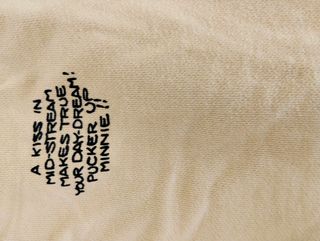 A KISS IN
MID-STREAM
MAKES TRUE
YOUR DAY-DREAM!
PUCKER UP
MINNIE!!